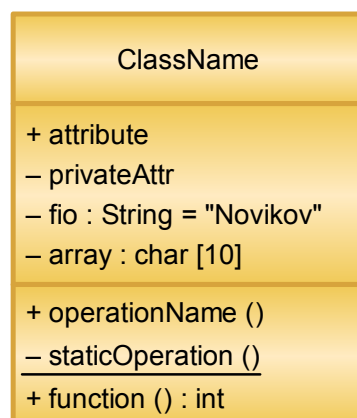 ClassName
+ attribute
– privateAttr
– fio : String = "Novikov"
– array : char [10]
+ operationName ()
– staticOperation ()
+ function () : int